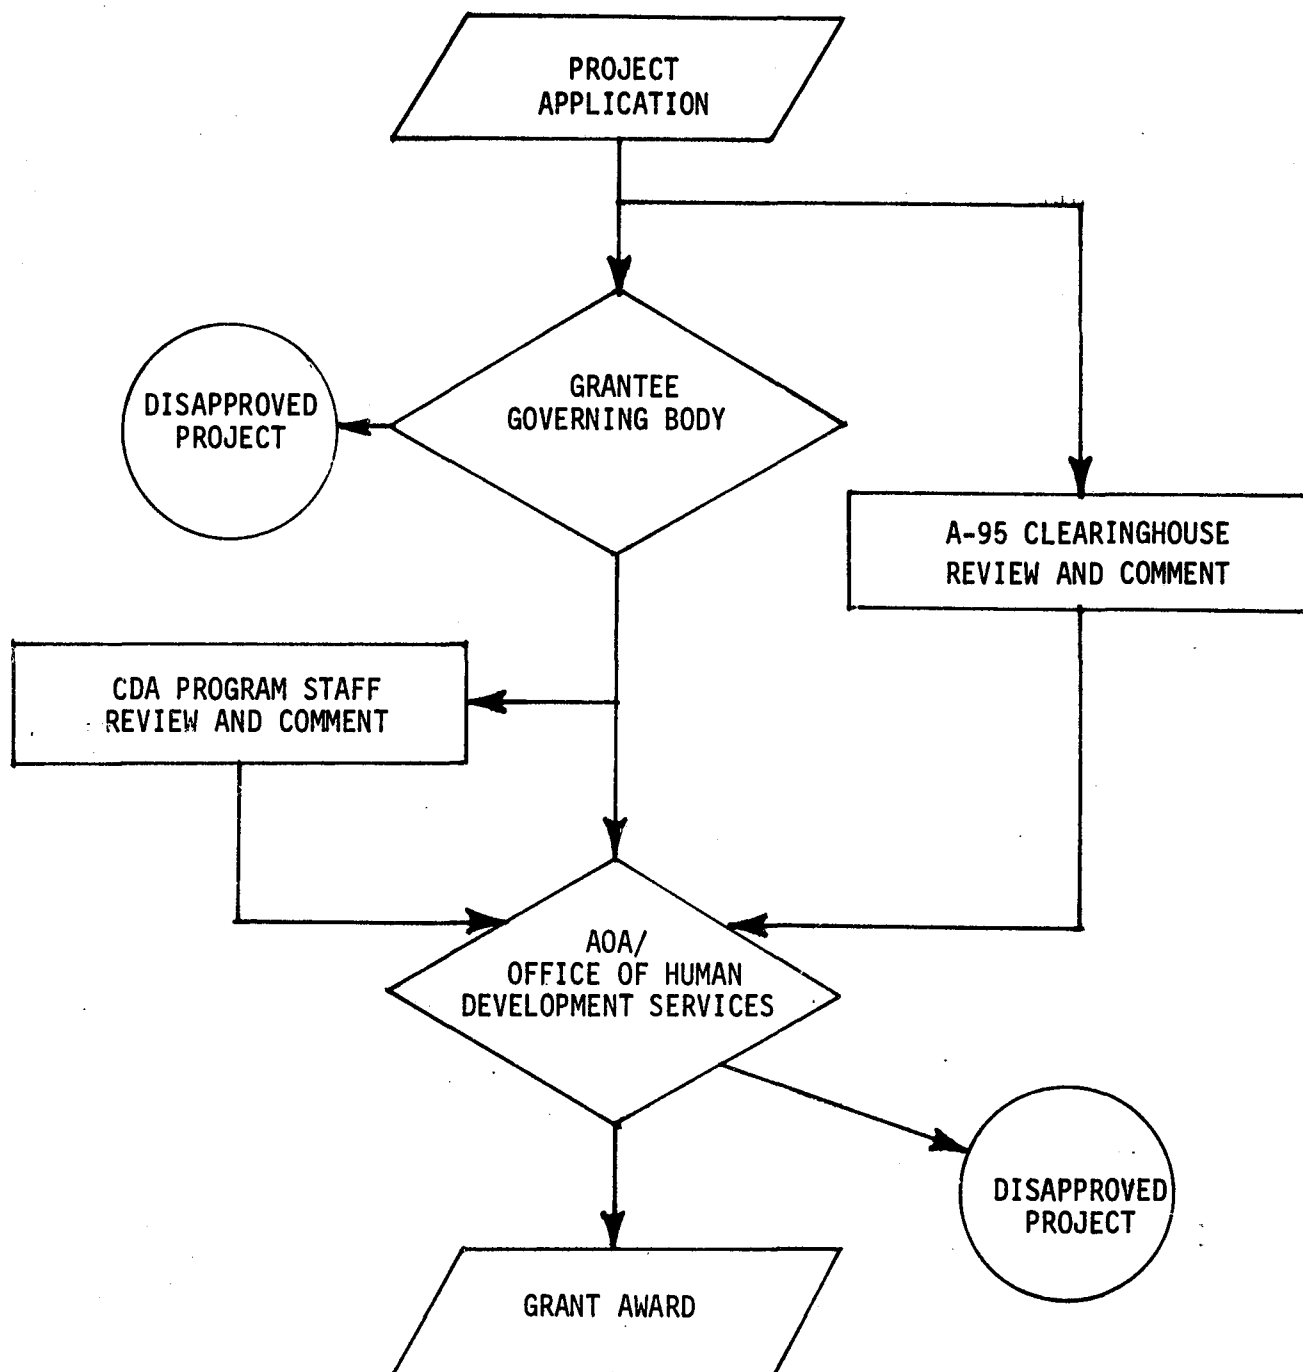 PROJECT
APPLICATION
GRANTEE
GOVERNING BODY
DISAPPROVED
PROJECT
A-95 CLEARINGHOUSE
REVIEW AND COMMENT
CDA PROGRAM STAFF
REVIEW AND COMMENT
AOA/
OFFICE OF HUMAN
DEVELOPMENT SERVICES
DISAPPROVED
PROJECT
GRANT AWARD